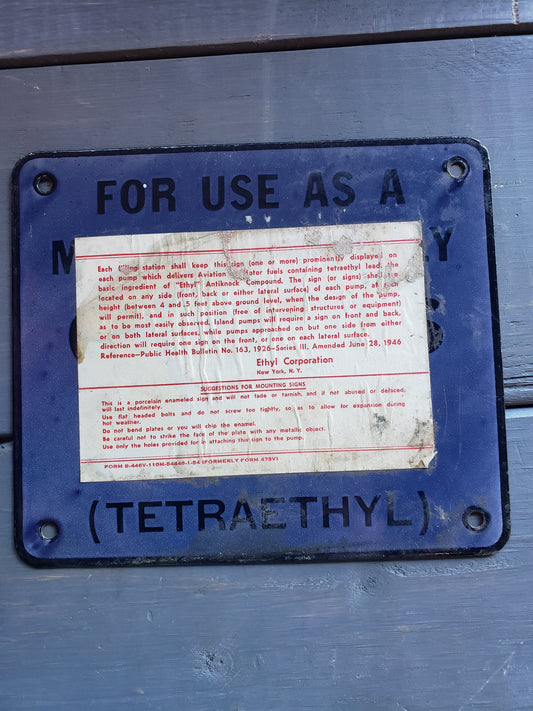 FOR USE AS A
M LY
Each filling station shall keep this sign (one or more) prominently displayed on
each pump which delivers Aviation or Motor fuels containing tetraethyl lead, the
basic ingredient of "Ethyl" Antiknock Compound. The sign (or signs) shall be
located on any side (front, back or either lateral surface) of each pump, at such
height (between 4 and 5 feet above ground level, when the design of the pump,
will permit), and in such position (free of intervening structures or equipment)
as to be most easily observed. Island pumps will require a sign on front and back,
or on both lateral surfaces, while pumps approached on but one side from either
direction will require one sign on the front, or one on each lateral surface.
Reference—Public Health Bulletin No. 163, 1926—Series III, Amended June 28, 1946
Ethyl Corporation
New York, N. Y.
SUGGESTIONS FOR MOUNTING SIGNS
This is a porcelain enameled sign and will not fade or tarnish, and if not abused or defaced,
will last indefinitely.
Use flat headed bolts and do not screw too tightly, so as to allow for expansion during
hot weather.
Do not bend plates or you will chip the enamel.
Be careful not to strike the face of the plate with any metallic object.
Use only the holes provided for in attaching this sign to the pump.
(TETRAETHYL)